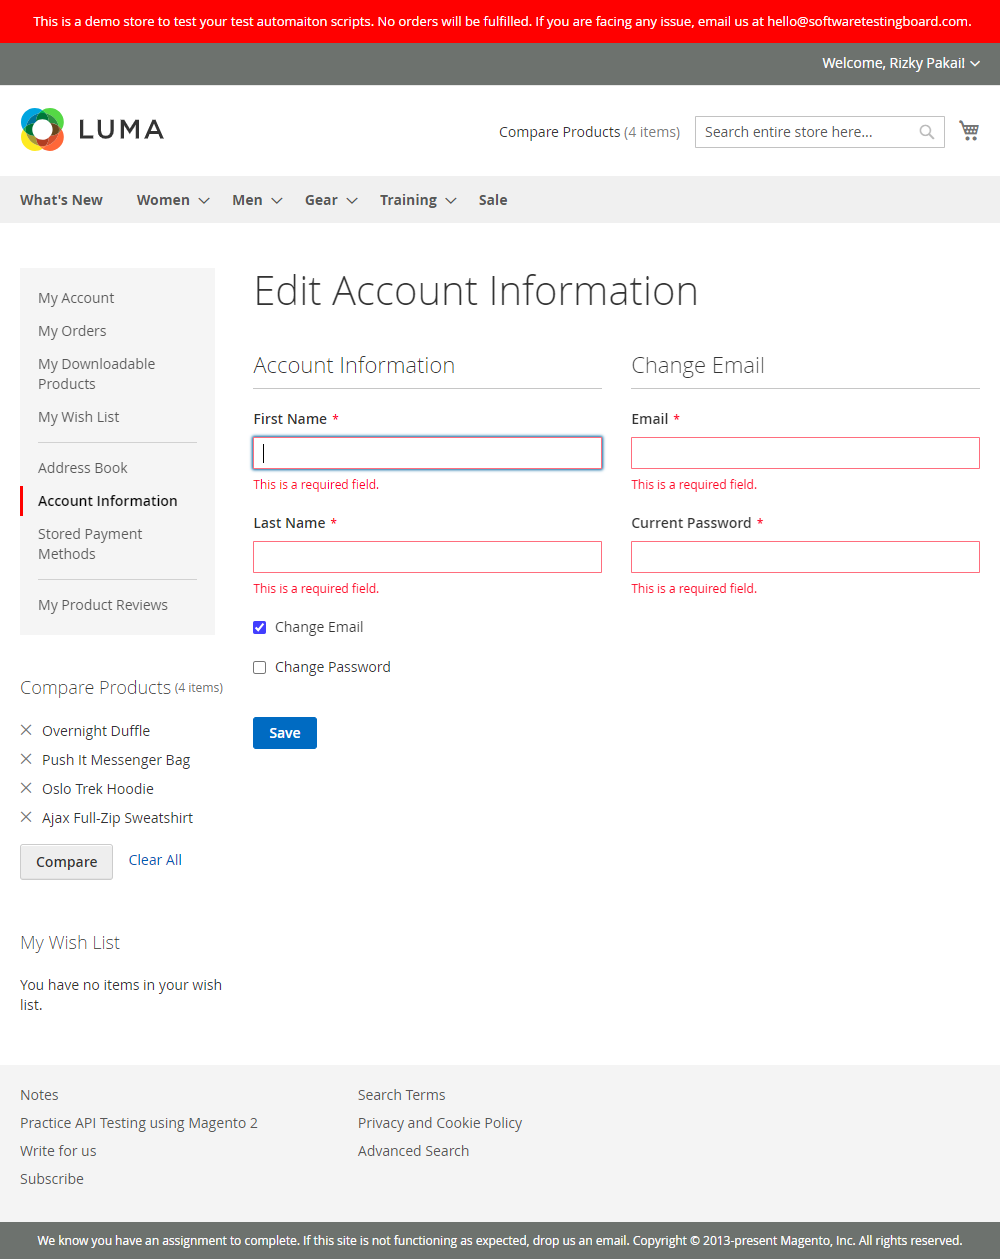 This is a demo store to test your test automaiton scripts. No orders will be fulfilled. If you are facing any issue, email us at hello@softwaretestingboard.com.
Welcome, Rizky Pakail
LUMA
Compare Products (4 items)
Search entire store here...
What's New
Women
Men
Gear
Training
Sale
My Account
My Orders
My Downloadable
Products
My Wish List
Address Book
Account Information
Stored Payment
Methods
My Product Reviews
Compare Products (4 items)
Overnight Duffle
Push It Messenger Bag
Oslo Trek Hoodie
Ajax Full-Zip Sweatshirt
Compare
Clear All
My Wish List
You have no items in your wish
list.
Edit Account Information
Account Information
First Name *
This is a required field.
Last Name *
This is a required field.
Change Email
Change Password
Save
Change Email
Email *
This is a required field.
Current Password *
This is a required field.
Notes
Practice API Testing using Magento 2
Write for us
Subscribe
Search Terms
Privacy and Cookie Policy
Advanced Search
We know you have an assignment to complete. If this site is not functioning as expected, drop us an email. Copyright © 2013-present Magento, Inc. All rights reserved.